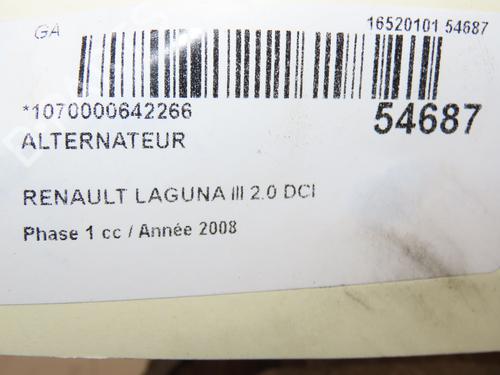 GA 16520101 54687
*1070000642266 54687
ALTERNATEUR
RENAULT LAGUNA III 2.0 DCI
Phase 1 cc / Année 2008